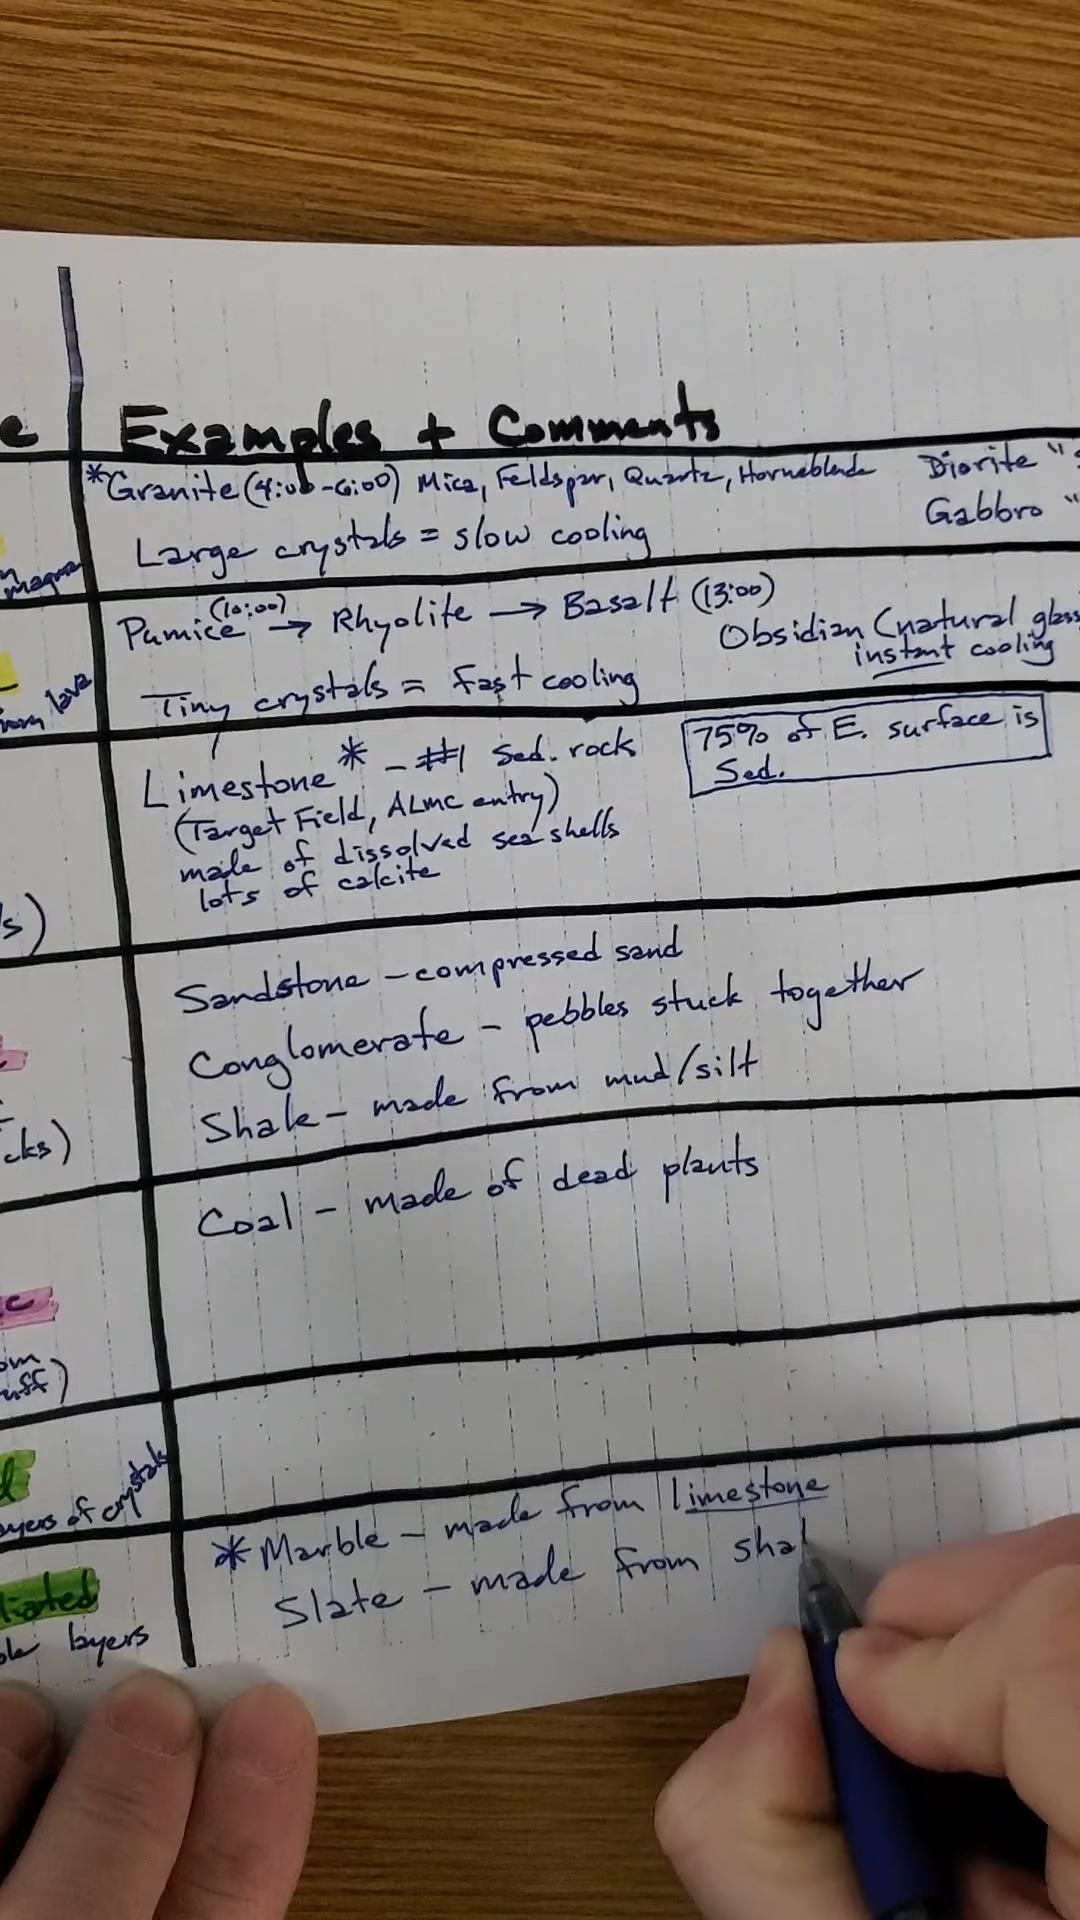 e Examples + Comments
*Granite (4:00-6:00) Mica, Feldspar, Quartz, Horneblende Diorite "
Large crystals = slow cooling Gabbro "
magma
(10:00)
Pumice → Rhyolite → Basalt (13:00)
Obsidian (natural glass
instant cooling
from lava
Tiny crystals = fast cooling
Limestone* - #1 sed. rock
75% of E. surface is
Sed.
(Target Field, ALMC entry)
made of dissolved sea shells
lots of calcite
s)
Sandstone - compressed sand
Conglomerate - pebbles stuck together
Shale - made from mud/silt
cks)
Coal - made of dead plants
c
om
uff)
d
ayers of crystals
*Marble - made from limestone
Slate - made from shal
liated
ble layers